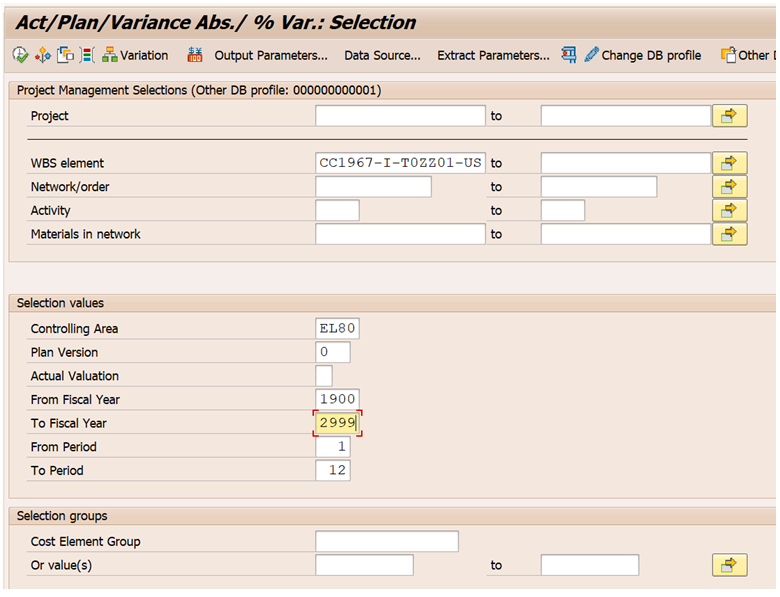 Act/Plan/Variance Abs./ % Var.: Selection
Variation Output Parameters... Data Source... Extract Parameters... Change DB profile Other
Project Management Selections (Other DB profile: 000000000001)
Project to
WBS element CC1967-I-T0ZZ01-US to
Network/order to
Activity to
Materials in network to
Selection values
Controlling Area EL80
Plan Version 0
Actual Valuation
From Fiscal Year 1900
To Fiscal Year 2999
From Period 1
To Period 12
Selection groups
Cost Element Group
Or value(s) to